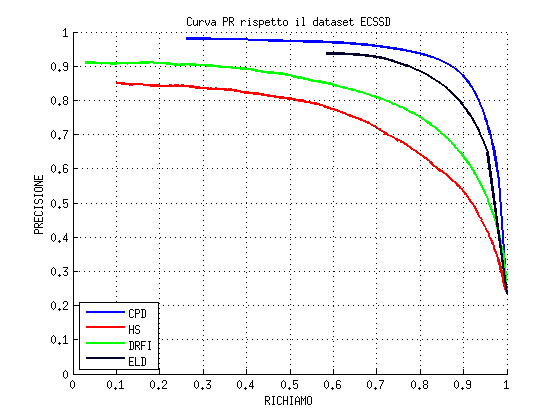 Curva PR rispetto il dataset ECSSD
1
0.9
0.8
0.7
0.6
0.5
0.4
0.3
0.2
0.1
0
PRECISIONE
CPD
HS
DRFI
ELD
0 0.1 0.2 0.3 0.4 0.5 0.6 0.7 0.8 0.9 1
RICHIAMO